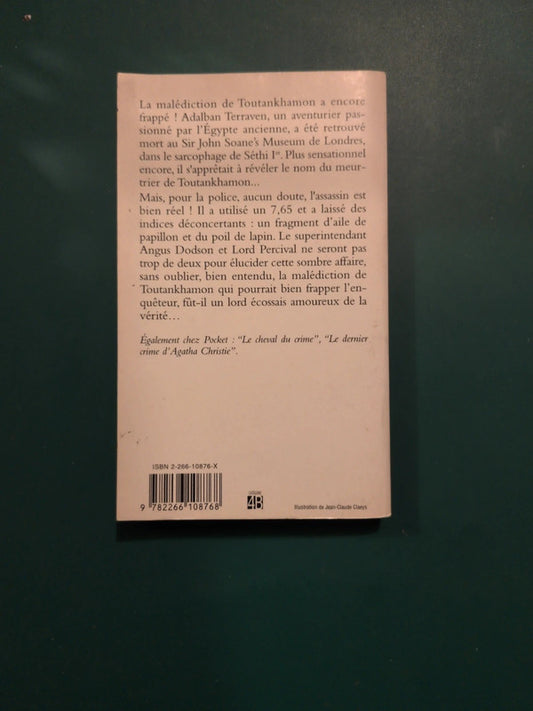 La malédiction de Toutankhamon a encore
frappé ! Adalban Terraven, un aventurier pas-
sionné par l'Égypte ancienne, a été retrouvé
mort au Sir John Soane's Museum de Londres,
dans le sarcophage de Séthi Ier. Plus sensationnel
encore, il s'apprêtait à révéler le nom du meur-
trier de Toutankhamon...
Mais, pour la police, aucun doute, l'assassin est
bien réel ! Il a utilisé un 7,65 et a laissé des
indices déconcertants : un fragment d'aile de
papillon et du poil de lapin. Le superintendant
Angus Dodson et Lord Percival ne seront pas
trop de deux pour élucider cette sombre affaire,
sans oublier, bien entendu, la malédiction de
Toutankhamon qui pourrait bien frapper l'en-
quêteur, fût-il un lord écossais amoureux de la
vérité...
Également chez Pocket : "Le cheval du crime", "Le dernier
crime d'Agatha Christie".
ISBN 2-266-10876-X
9 782266 108768
4B
Illustration de Jean-Claude Claeys